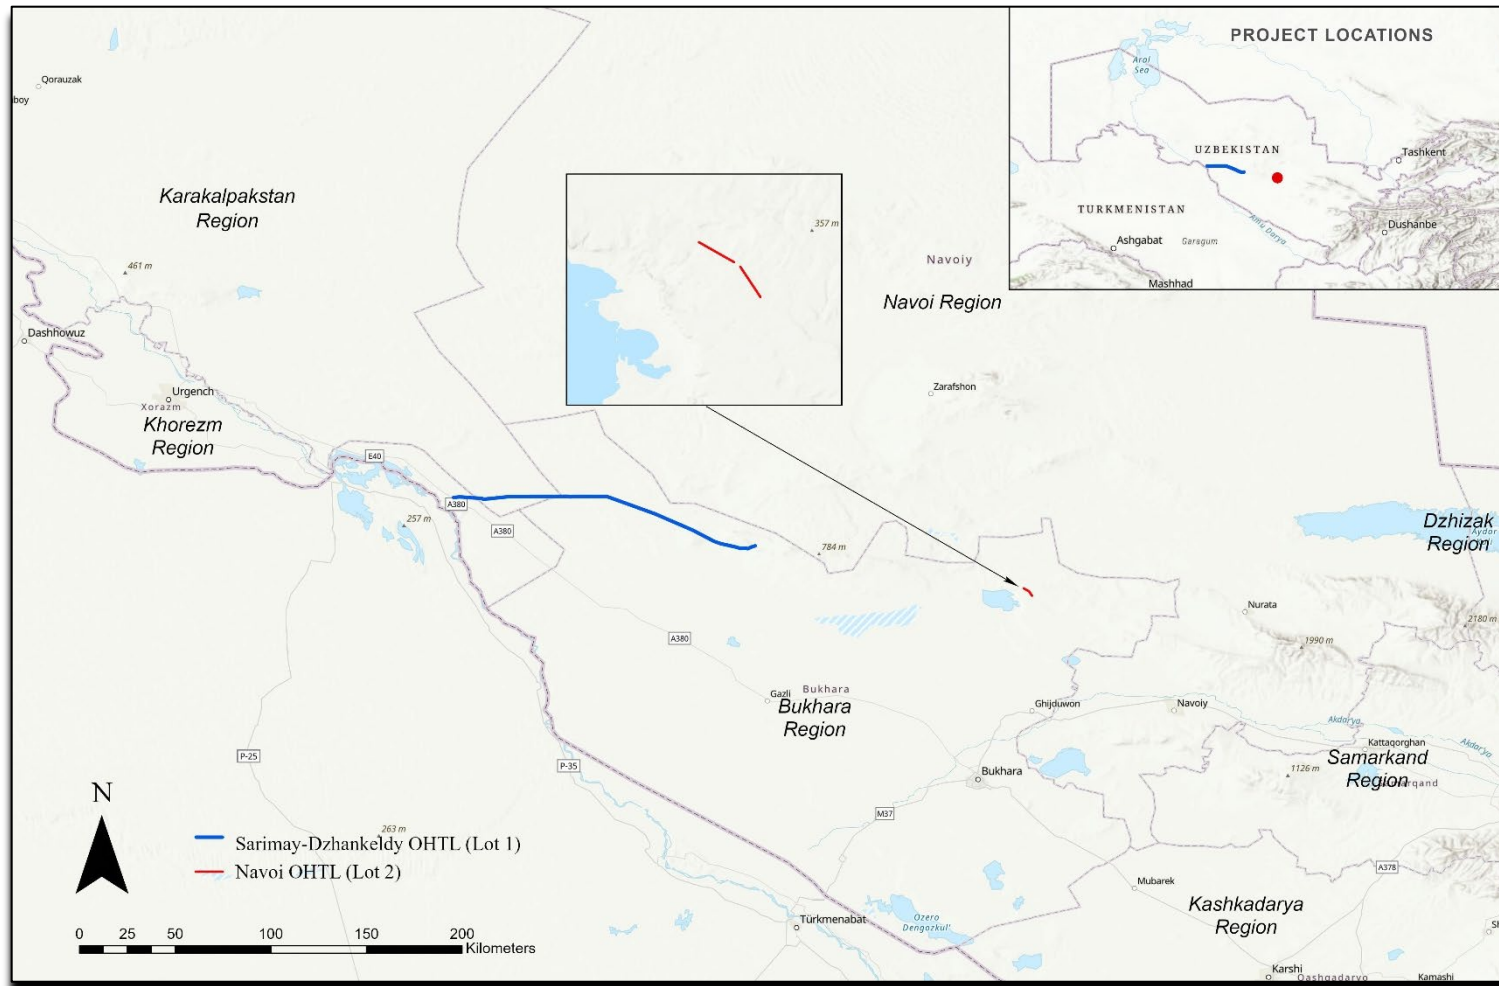 PROJECT LOCATIONS
Aral
Sea
UZBEKISTAN
Tashkent
TURKMENISTAN
Dushanbe
Amu Darya
Ashgabat
Garagum
Mashhad
Qorauzak
boy
Karakalpakstan
Region
461 m
357 m
Navoiy
Navoi Region
Dashhowuz
Urgench
Xorazm
Khorezm
Region
Zarafshon
E40
A380
A380
257 m
784 m
Dzhizak
Region
Aydar
Nurata
2180 m
1990 m
A380
Gazli
Bukhara
Bukhara
Region
Ghijduwon
Navoiy
Akdarya
Akdarya
Kattaqorghan
Samarkand
Region
1126 m
P-25
P-35
Bukhara
M37
N
263 m
Sarimay-Dzhankeldy OHTL (Lot 1)
Navoi OHTL (Lot 2)
A378
Mubarek
Kashkadarya
Region
Türkmenabat
Ozero
Dengozkul'
0 25 50 100 150 200
Kilometers
Karshi
Qashqadaryo
Kamashi
Sh